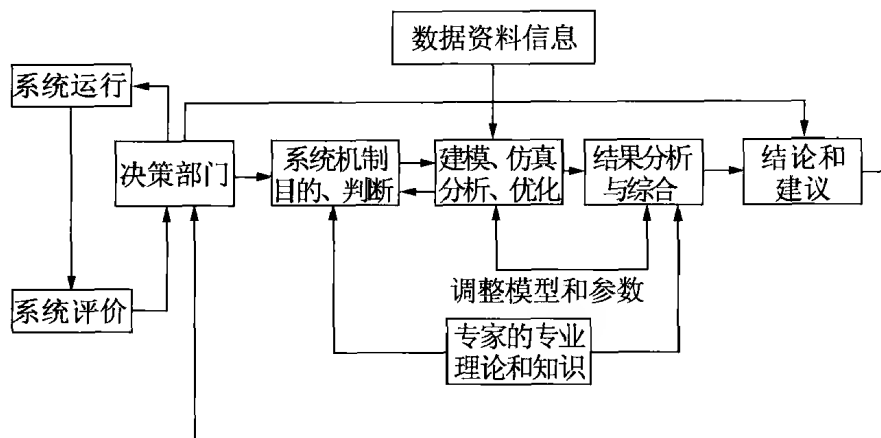 数据资料信息
系统运行
决策部门
系统机制
目的、判断
建模、仿真
分析、优化
结果分析
与综合
结论和
建议
调整模型和参数
系统评价
专家的专业
理论和知识